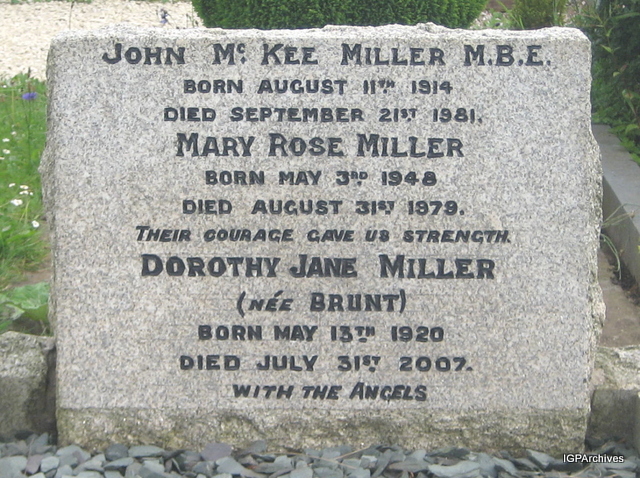 John Mc Kee Miller M.B.E.
BORN AUGUST 11TH 1914
DIED SEPTEMBER 21ST 1981.
MARY ROSE MILLER
BORN MAY 3RD 1948
DIED AUGUST 31ST 1979.
THEIR COURAGE GAVE US STRENGTH.
DOROTHY JANE MILLER
(NÉE BRUNT)
BORN MAY 13TH 1920
DIED JULY 31ST 2007.
WITH THE ANGELS
IGPArchives